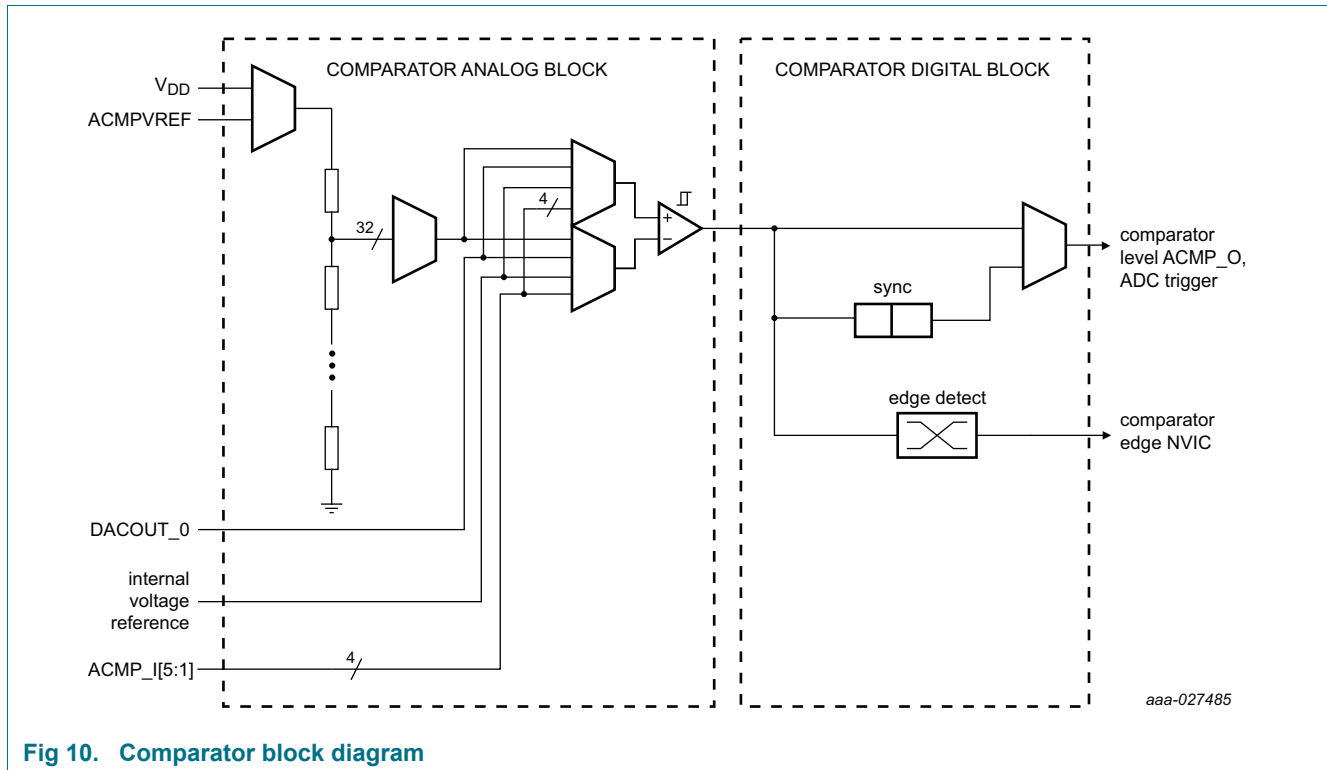 COMPARATOR ANALOG BLOCK
COMPARATOR DIGITAL BLOCK
VDD
ACMPVREF
32
4
+
−
sync
edge detect
comparator
level ACMP_O,
ADC trigger
comparator
edge NVIC
DACOUT_0
internal
voltage
reference
ACMP_I[5:1]
4
aaa-027485
Fig 10. Comparator block diagram